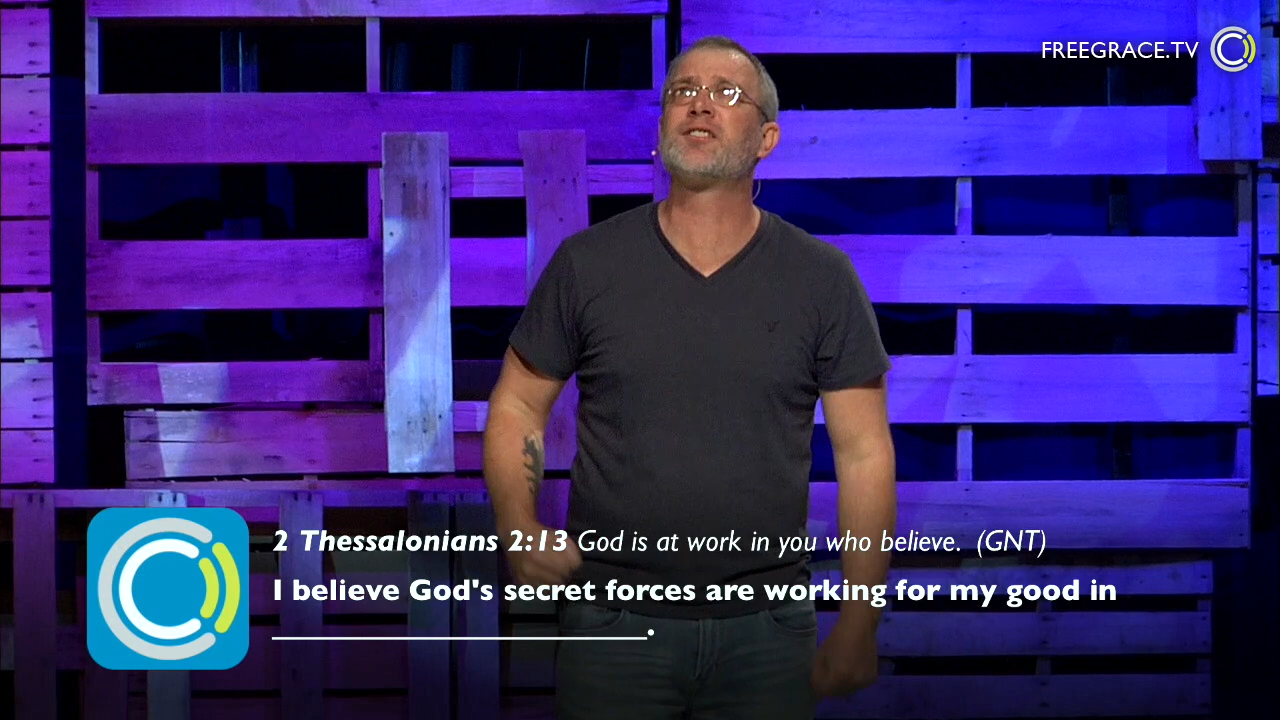 FREEGRACE.TV
2 Thessalonians 2:13 God is at work in you who believe. (GNT)
I believe God's secret forces are working for my good in
____________________.